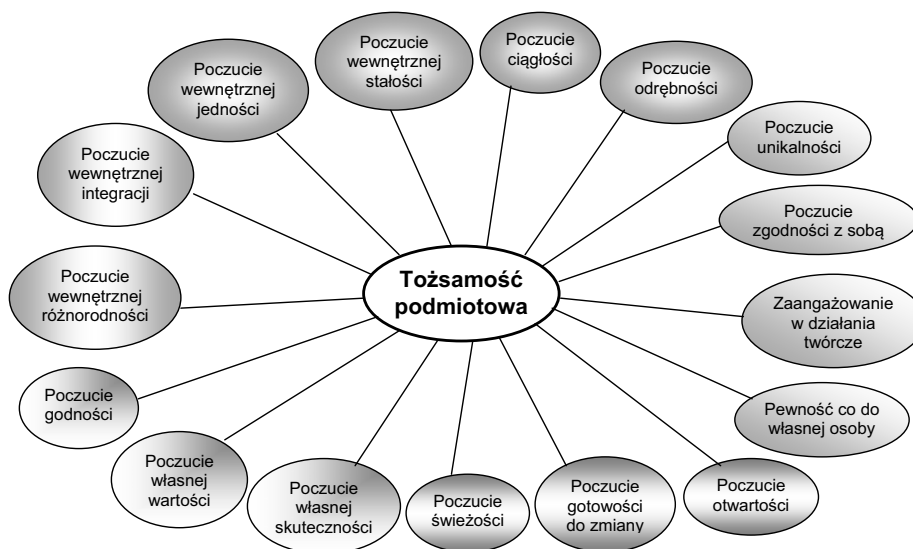 Poczucie
wewnętrznej
jedności
Poczucie
wewnętrznej
stałości
Poczucie
ciągłości
Poczucie
odrębności
Poczucie
unikalności
Poczucie
wewnętrznej
integracji
Poczucie
zgodności z sobą
Tożsamość
podmiotowa
Poczucie
wewnętrznej
różnorodności
Zaangażowanie
w działania
twórcze
Poczucie
godności
Pewność co do
własnej osoby
Poczucie
własnej
wartości
Poczucie
własnej
skuteczności
Poczucie
świeżości
Poczucie
gotowości
do zmiany
Poczucie
otwartości